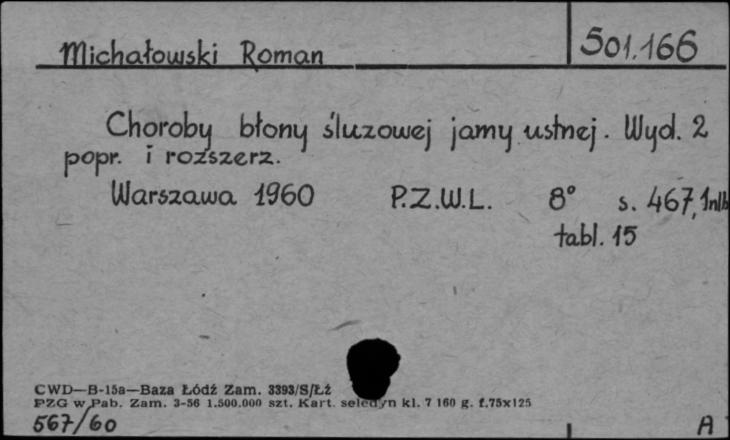 Michałowski Roman 501.166
Choroby błony śluzowej jamy ustnej. Wyd. 2
popr. i rozszerz.
Warszawa 1960 P.Z.W.L. 8° s. 467, 1nlb
tabl. 15
CWD—B-15a—Baza Łódź Zam. 3393/S/ŁŻ
PZG w Pab. Zam. 3-56 1.500.000 szt. Kart. seledyn kl. 7 160 g. f.75x125
567/60 A